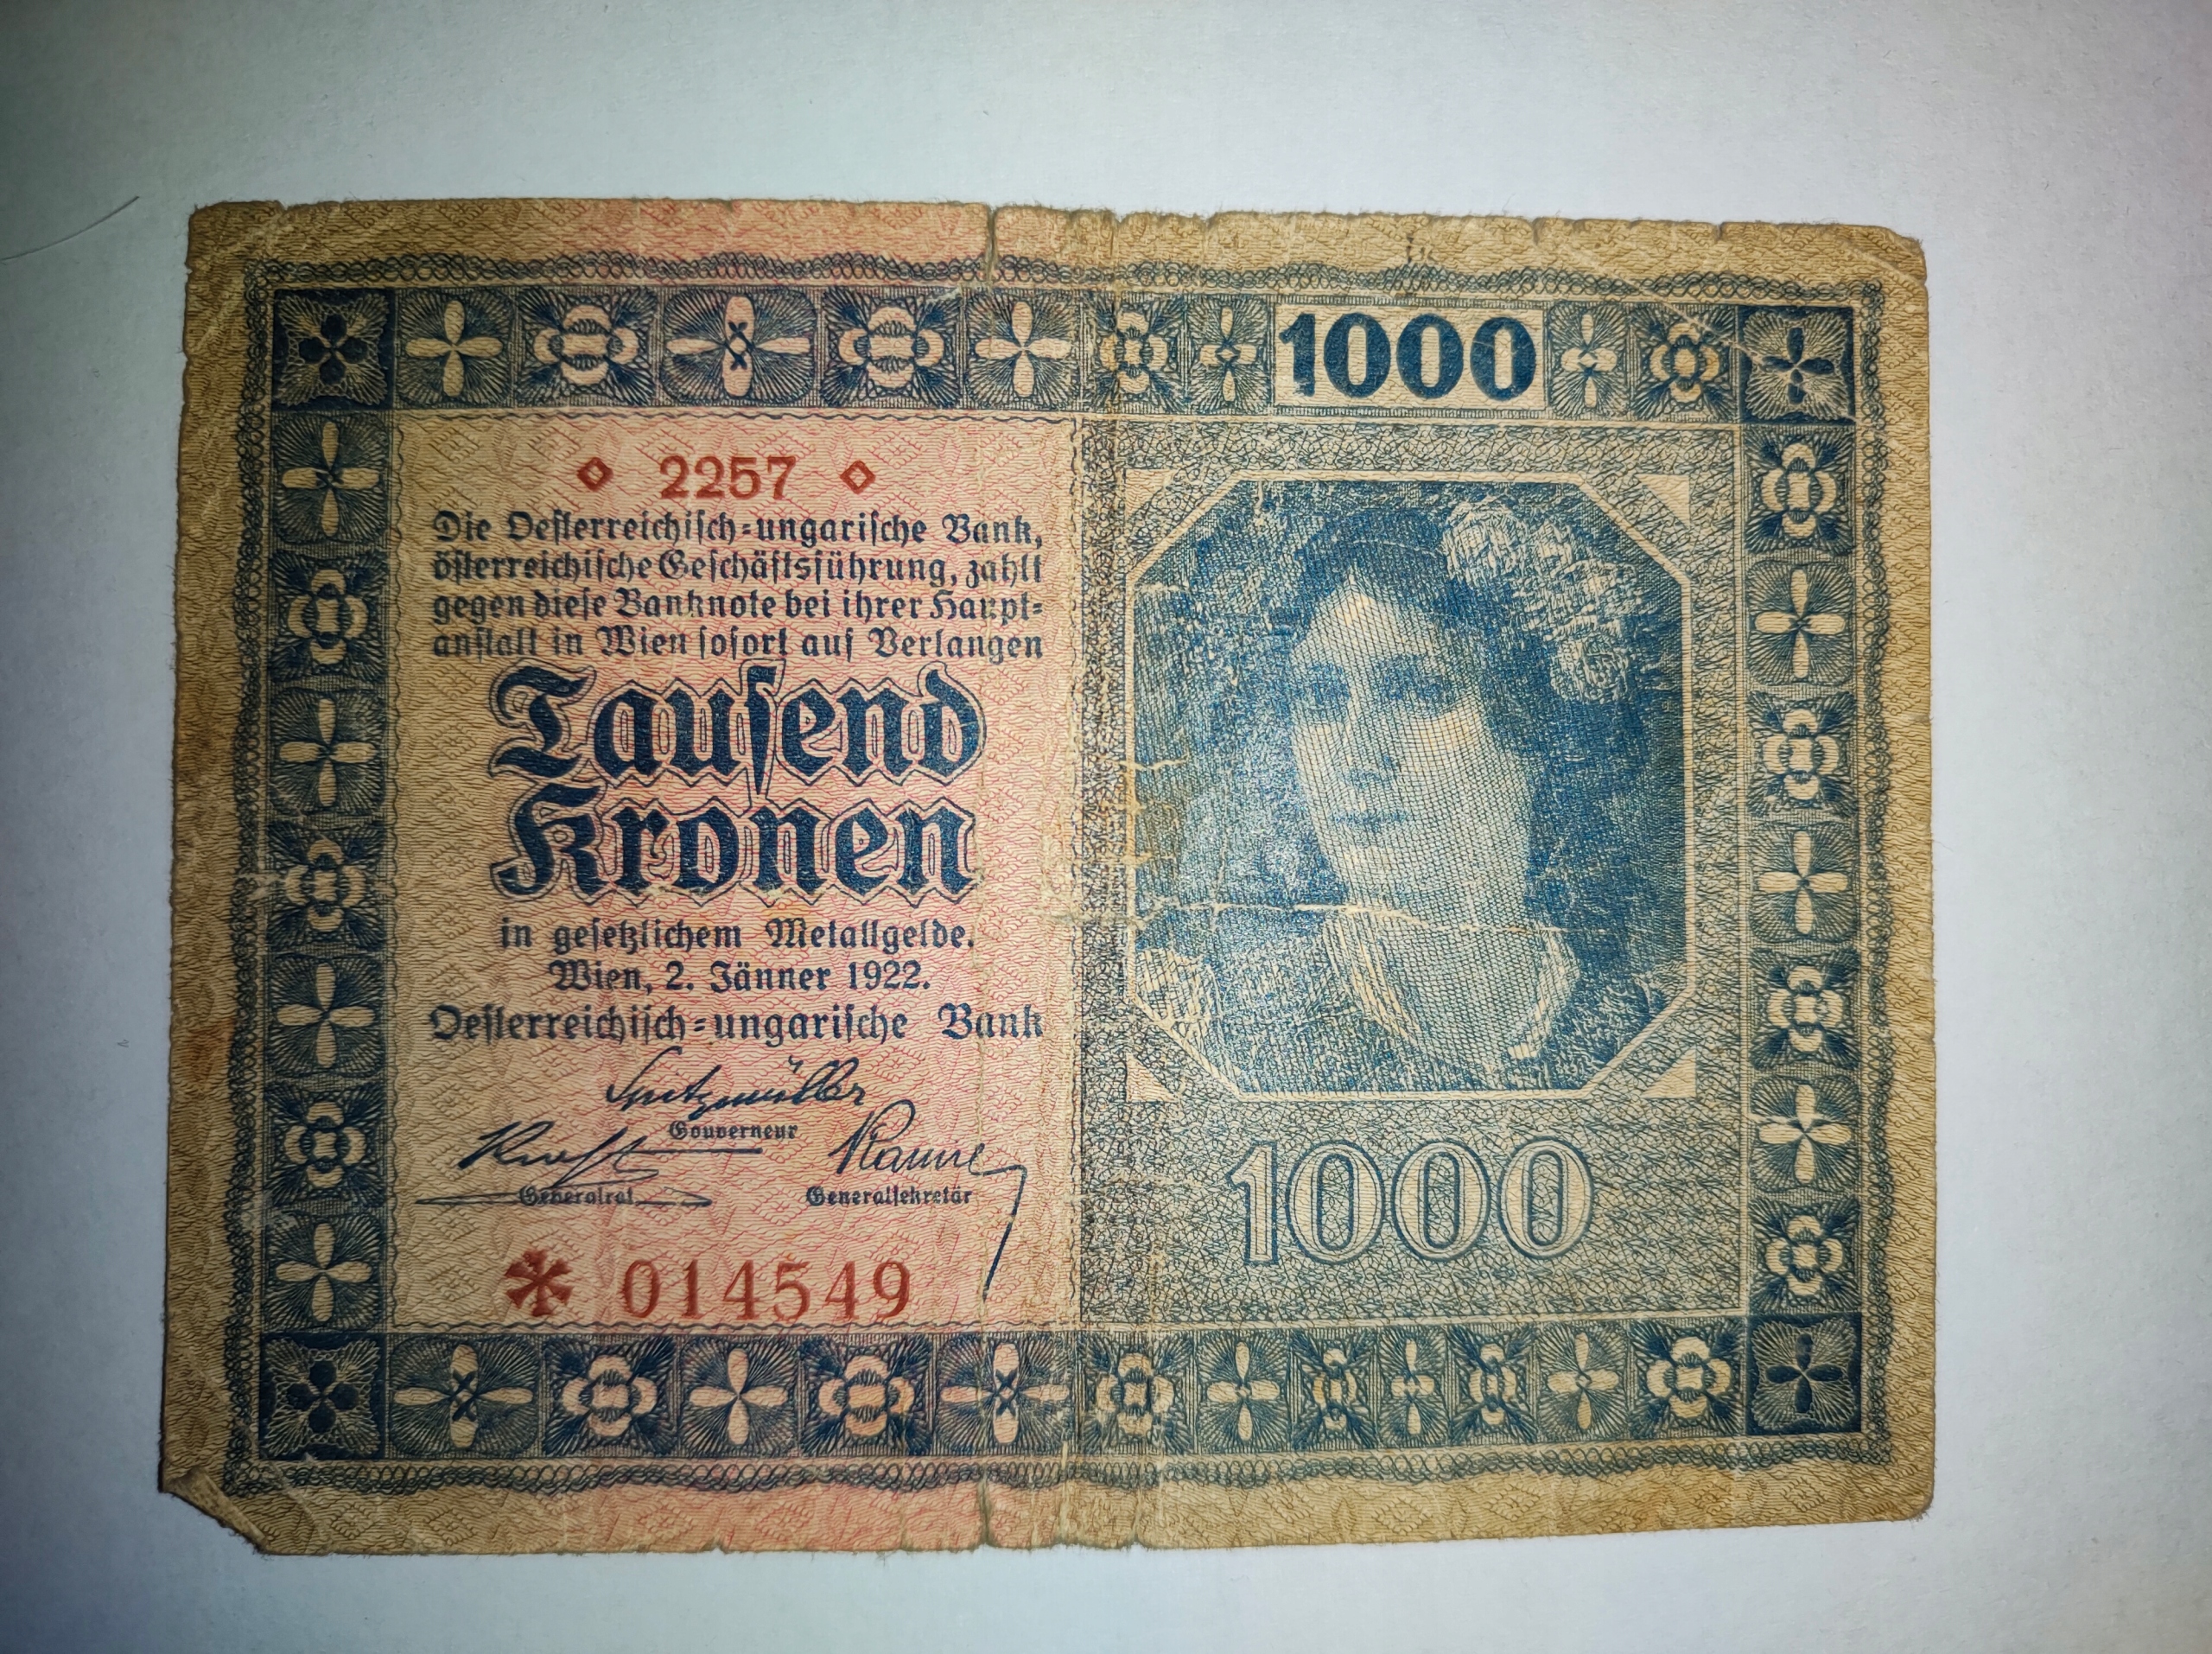 1000
◇ 2257 ◇
Die Oesterreichisch-ungarische Bank,
österreichische Geschäftsführung, zahlt
gegen diese Banknote bei ihrer Haupt-
anstalt in Wien sofort auf Verlangen
Tausend
Kronen
in gesetzlichem Metallgelde.
Wien, 2. Jänner 1922.
Oesterreichisch-ungarische Bank
Spitzmüller
Gouverneur
Generalrat
Generalsekretär
* 014549
1000